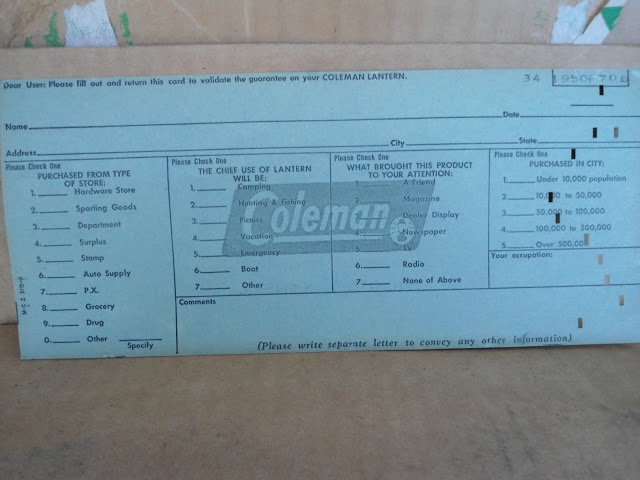 Dear User: Please fill out and return this card to validate the guarantee on your COLEMAN LANTERN.
34 1950F708
Date
Name
Address City State
Please Check One
PURCHASED FROM TYPE
OF STORE:
1. Hardware Store
2. Sporting Goods
3. Department
4. Surplus
5. Stamp
6. Auto Supply
7. P.X.
8. Grocery
9. Drug
0. Other
Specify
Please Check One
THE CHIEF USE OF LANTERN
WILL BE:
1. Camping
2. Hunting & Fishing
3. Picnics
4. Vacation
5. Emergency
6. Boat
7. Other
Please Check One
WHAT BROUGHT THIS PRODUCT
TO YOUR ATTENTION:
1. A Friend
2. Magazine
3. Dealer Display
4. Newspaper
5. TV
6. Radio
7. None of Above
Coleman
Please Check One
PURCHASED IN CITY:
1. Under 10,000 population
2. 10,000 to 50,000
3. 50,000 to 100,000
4. 100,000 to 500,000
5. Over 500,000
Your occupation:
Comments
(Please write separate letter to convey any other information)